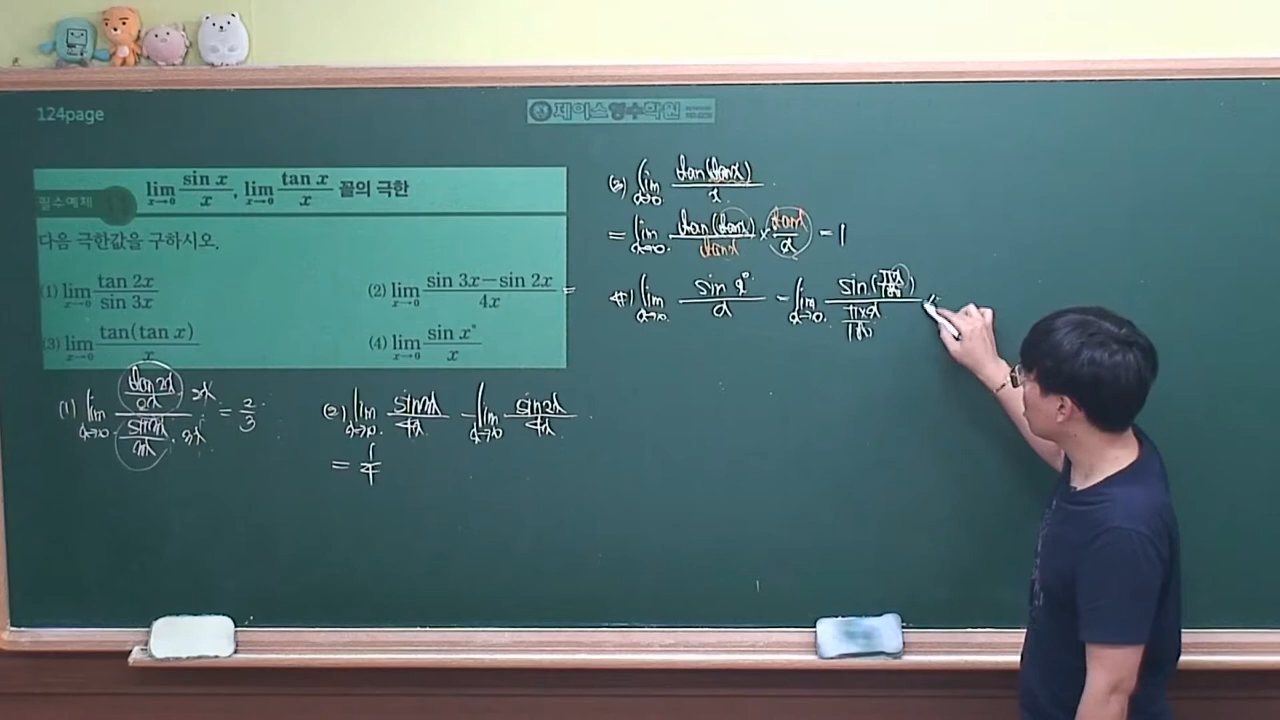 124page
제이스영수학원
필수예제
lim x→0 sin x / x, lim x→0 tan x / x 꼴의 극한
다음 극한값을 구하시오.
(1) lim x→0 tan 2x / sin 3x
(2) lim x→0 (sin 3x−sin 2x) / 4x =
(3) lim x→0 tan(tan x) / x
(4) lim x→0 sin x° / x
(1) lim x→0 (tan 2x / 2x · 2x) / (sin 3x / 3x · 3x) = 2/3
(2) lim x→0 sin 3x / 4x − lim x→0 sin 2x / 4x
= 1/4
(3) lim x→0 tan(tan x) / x
= lim x→0 tan(tan x) / tan x × tan x / x = 1
(4) lim x→0 sin x° / x = lim x→0 sin(πx/180) / (πx/180) ×